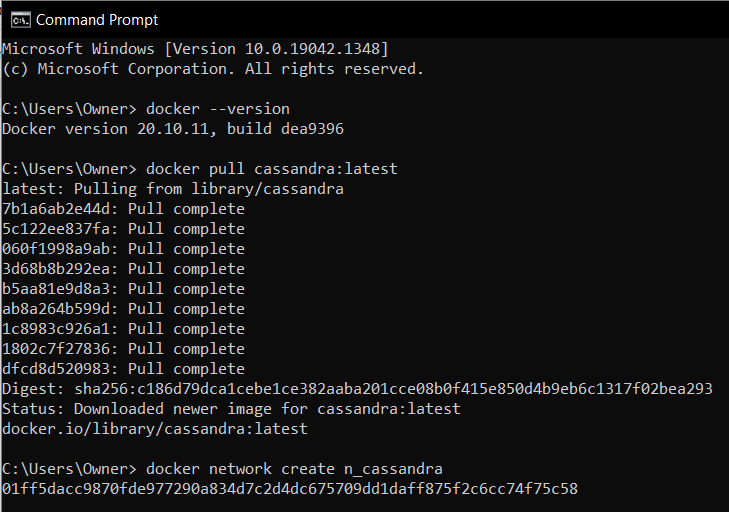 Command Prompt
Microsoft Windows [Version 10.0.19042.1348]
(c) Microsoft Corporation. All rights reserved.
C:\Users\Owner> docker --version
Docker version 20.10.11, build dea9396
C:\Users\Owner> docker pull cassandra:latest
latest: Pulling from library/cassandra
7b1a6ab2e44d: Pull complete
5c122ee837fa: Pull complete
060f1998a9ab: Pull complete
3d68b8b292ea: Pull complete
b5aa81e9d8a3: Pull complete
ab8a264b599d: Pull complete
1c8983c926a1: Pull complete
1802c7f27836: Pull complete
dfcd8d520983: Pull complete
Digest: sha256:c186d79dca1cebe1ce382aaba201cce08b0f415e850d4b9eb6c1317f02bea293
Status: Downloaded newer image for cassandra:latest
docker.io/library/cassandra:latest
C:\Users\Owner> docker network create n_cassandra
01ff5dacc9870fde977290a834d7c2d4dc675709dd1daff875f2c6cc74f75c58